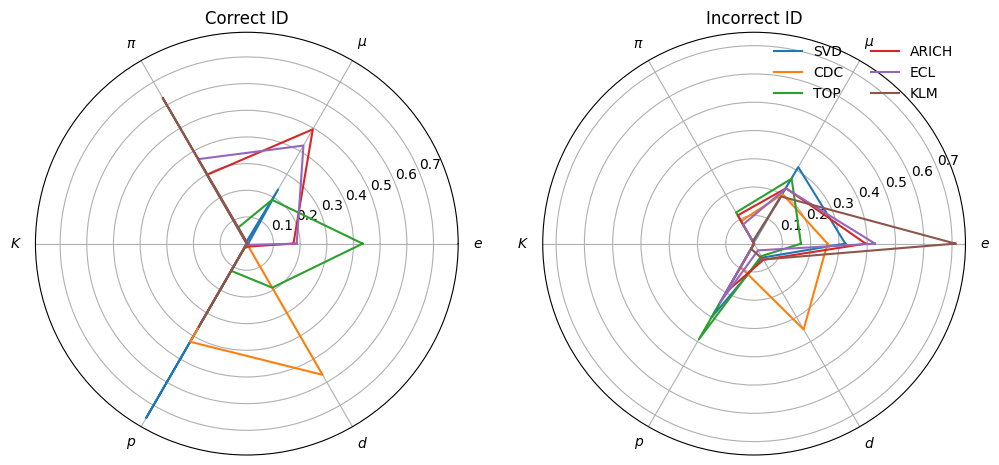 Correct ID
π
μ
K
e
p
d
0.1
0.2
0.3
0.4
0.5
0.6
0.7
Incorrect ID
π
μ
K
e
p
d
0.1
0.2
0.3
0.4
0.5
0.6
0.7
SVD
CDC
TOP
ARICH
ECL
KLM